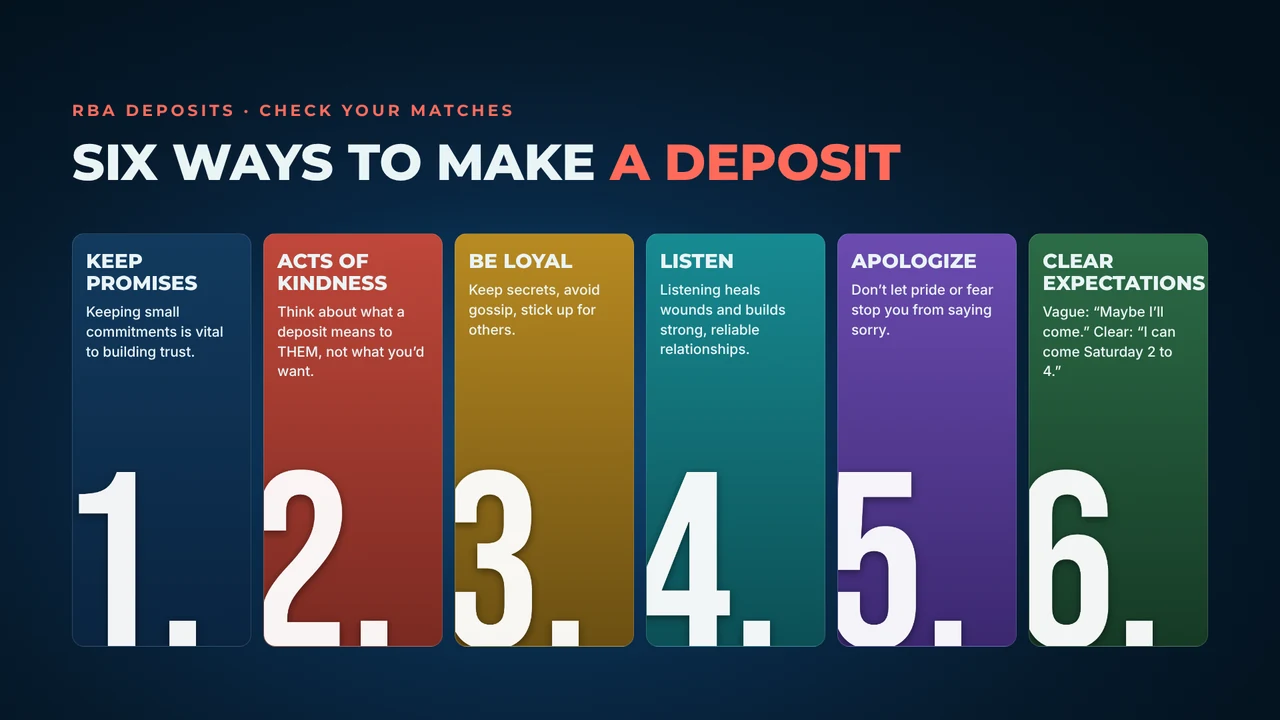 RBA DEPOSITS · CHECK YOUR MATCHES
SIX WAYS TO MAKE A DEPOSIT
KEEP
PROMISES
Keeping small
commitments is vital
to building trust.
1.
ACTS OF
KINDNESS
Think about what a
deposit means to
THEM, not what you’d
want.
2.
BE LOYAL
Keep secrets, avoid
gossip, stick up for
others.
3.
LISTEN
Listening heals
wounds and builds
strong, reliable
relationships.
4.
APOLOGIZE
Don’t let pride or fear
stop you from saying
sorry.
5.
CLEAR
EXPECTATIONS
Vague: “Maybe I’ll
come.” Clear: “I can
come Saturday 2 to
4.”
6.